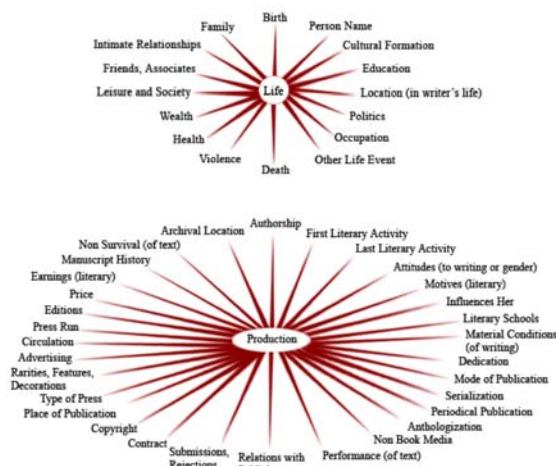 Birth
Family
Person Name
Intimate Relationships
Cultural Formation
Friends, Associates
Education
Leisure and Society
Life
Location (in writer's life)
Wealth
Politics
Health
Occupation
Violence
Other Life Event
Death
Authorship
Archival Location
First Literary Activity
Non Survival (of text)
Last Literary Activity
Manuscript History
Attitudes (to writing or gender)
Earnings (literary)
Motives (literary)
Price
Influences Her
Editions
Literary Schools
Press Run
Production
Material Conditions
(of writing)
Circulation
Dedication
Advertising
Mode of Publication
Rarities, Features,
Decorations
Serialization
Type of Press
Periodical Publication
Place of Publication
Anthologization
Copyright
Non Book Media
Contract
Performance (of text)
Submissions,
Rejections
Relations with